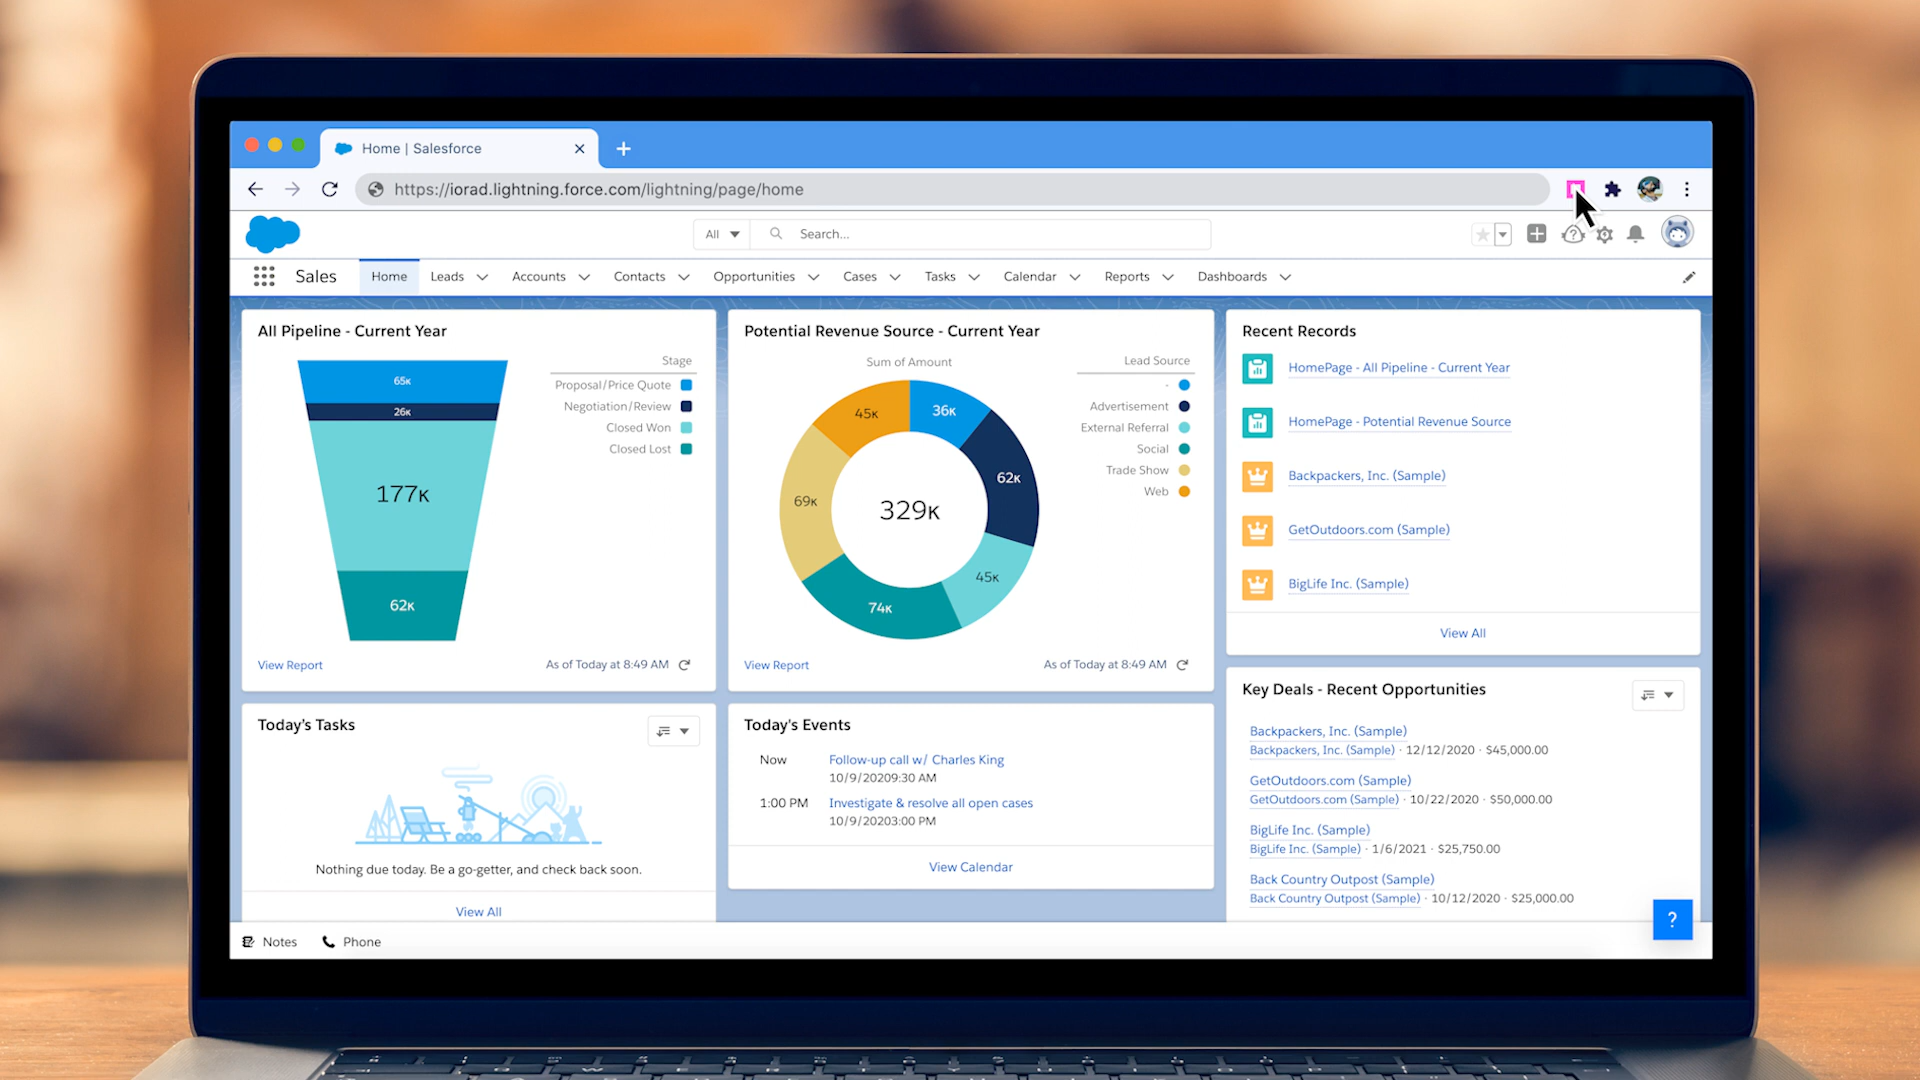 Home | Salesforce
https://iorad.lightning.force.com/lightning/page/home
All
Search...
Sales
Home
Leads
Accounts
Contacts
Opportunities
Cases
Tasks
Calendar
Reports
Dashboards
All Pipeline - Current Year
Stage
Proposal/Price Quote
Negotiation/Review
Closed Won
Closed Lost
65K
26K
177K
62K
View Report
As of Today at 8:49 AM
Potential Revenue Source - Current Year
Sum of Amount
Lead Source
-
Advertisement
External Referral
Social
Trade Show
Web
45K
36K
62K
69K
329K
45K
74K
View Report
As of Today at 8:49 AM
Recent Records
HomePage - All Pipeline - Current Year
HomePage - Potential Revenue Source
Backpackers, Inc. (Sample)
GetOutdoors.com (Sample)
BigLife Inc. (Sample)
View All
Today's Tasks
Nothing due today. Be a go-getter, and check back soon.
View All
Today's Events
Now
Follow-up call w/ Charles King
10/9/20209:30 AM
1:00 PM
Investigate & resolve all open cases
10/9/20203:00 PM
View Calendar
Key Deals - Recent Opportunities
Backpackers, Inc. (Sample)
Backpackers, Inc. (Sample) · 12/12/2020 · $45,000.00
GetOutdoors.com (Sample)
GetOutdoors.com (Sample) · 10/22/2020 · $50,000.00
BigLife Inc. (Sample)
BigLife Inc. (Sample) · 1/6/2021 · $25,750.00
Back Country Outpost (Sample)
Back Country Outpost (Sample) · 10/12/2020 · $25,000.00
?
Notes
Phone